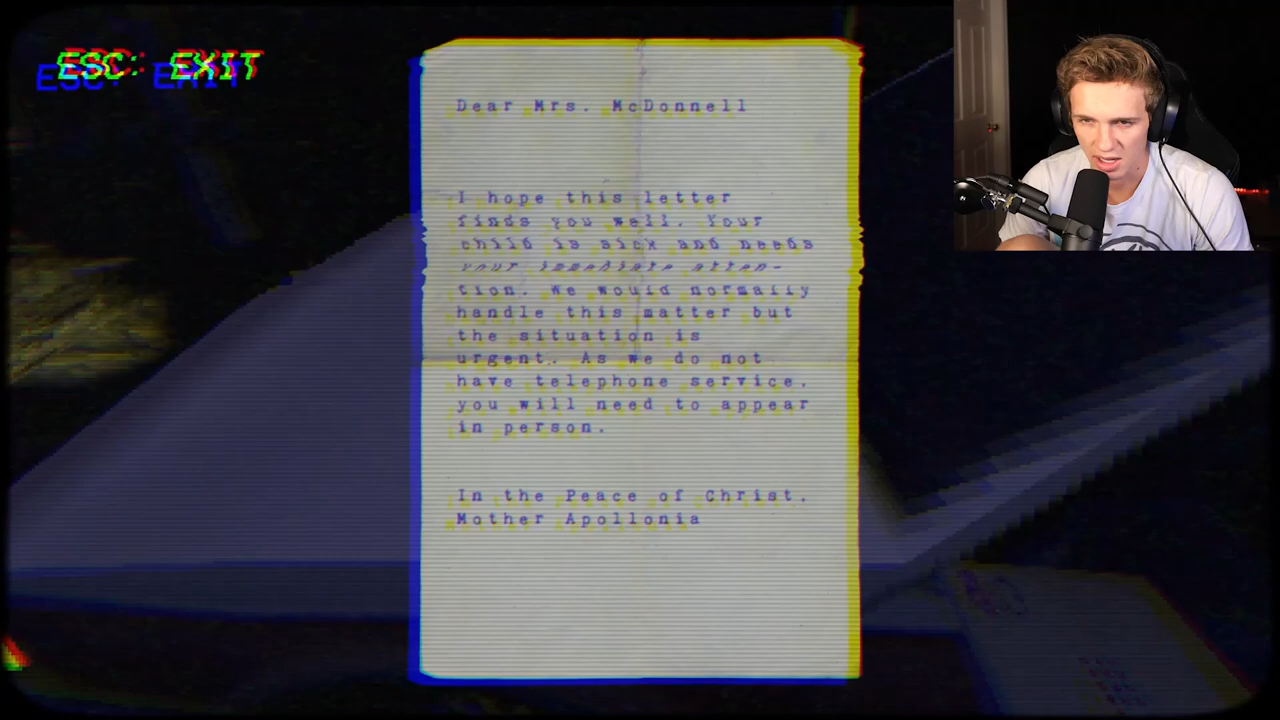 ESC: EXIT
Dear Mrs. McDonnell
I hope this letter
finds you well. Your
child is sick and needs
your immediate atten-
tion. We would normally
handle this matter but
the situation is
urgent. As we do not
have telephone service,
you will need to appear
in person.
In the Peace of Christ,
Mother Apollonia